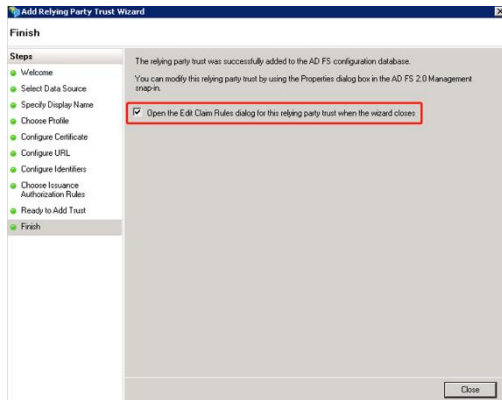 Add Relying Party Trust Wizard
Finish
Steps
Welcome
Select Data Source
Specify Display Name
Choose Profile
Configure Certificate
Configure URL
Configure Identifiers
Choose Issuance
Authorization Rules
Ready to Add Trust
Finish
The relying party trust was successfully added to the AD FS configuration database.
You can modify this relying party trust by using the Properties dialog box in the AD FS 2.0 Management
snap-in.
Open the Edit Claim Rules dialog for this relying party trust when the wizard closes
Close